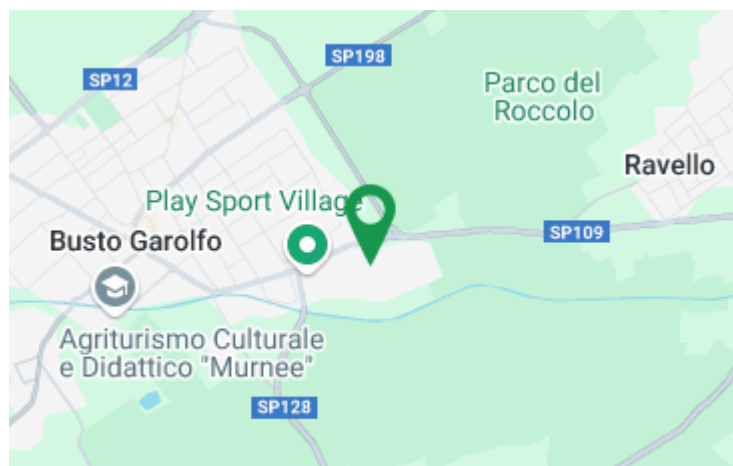 SP198
SP12
Parco del
Roccolo
Ravello
Play Sport Village
SP109
Busto Garolfo
Agriturismo Culturale
e Didattico "Murnee"
SP128